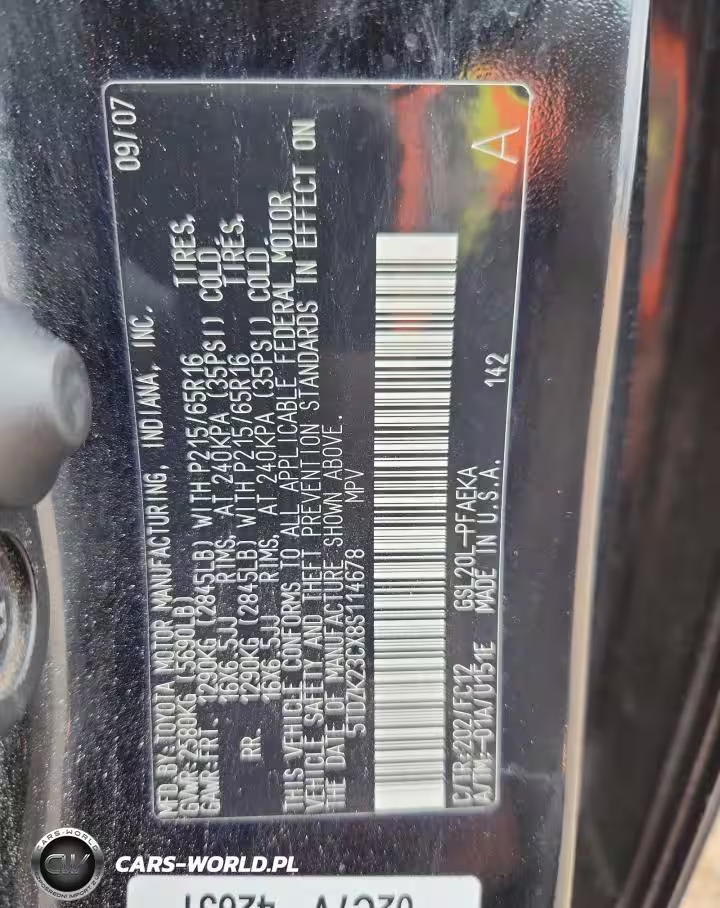 MFD.BY:TOYOTA MOTOR MANUFACTURING, INDIANA, INC. 09/07
GVWR:2580KG (5690LB)
GAWR:FRT. 1290KG (2845LB) WITH P215/65R16 TIRES,
16X6.5JJ RIMS, AT 240KPA (35PSI) COLD
RR. 1290KG (2845LB) WITH P215/65R16 TIRES,
16X6.5JJ RIMS, AT 240KPA (35PSI) COLD
THIS VEHICLE CONFORMS TO ALL APPLICABLE FEDERAL MOTOR
VEHICLE SAFETY AND THEFT PREVENTION STANDARDS IN EFFECT ON
THE DATE OF MANUFACTURE SHOWN ABOVE.
5TDZK23CX8S114678 MPV
C/TR:202/FC12 GSL20L-PFAEKA 142
A/TM:-01A/U151E MADE IN U.S.A. A
CARS-WORLD
CW
CARS-WORLD.PL